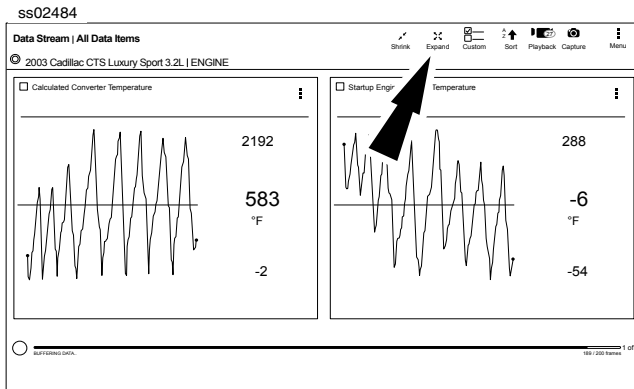 ss02484
Data Stream | All Data Items
Shrink
Expand
Custom
Sort
Playback
27
Capture
Menu
2003 Cadillac CTS Luxury Sport 3.2L | ENGINE
Calculated Converter Temperature
2192
583
°F
-2
Startup Engin Temperature
288
-6
°F
-54
BUFFERING DATA..
1 of
189 / 200 frames